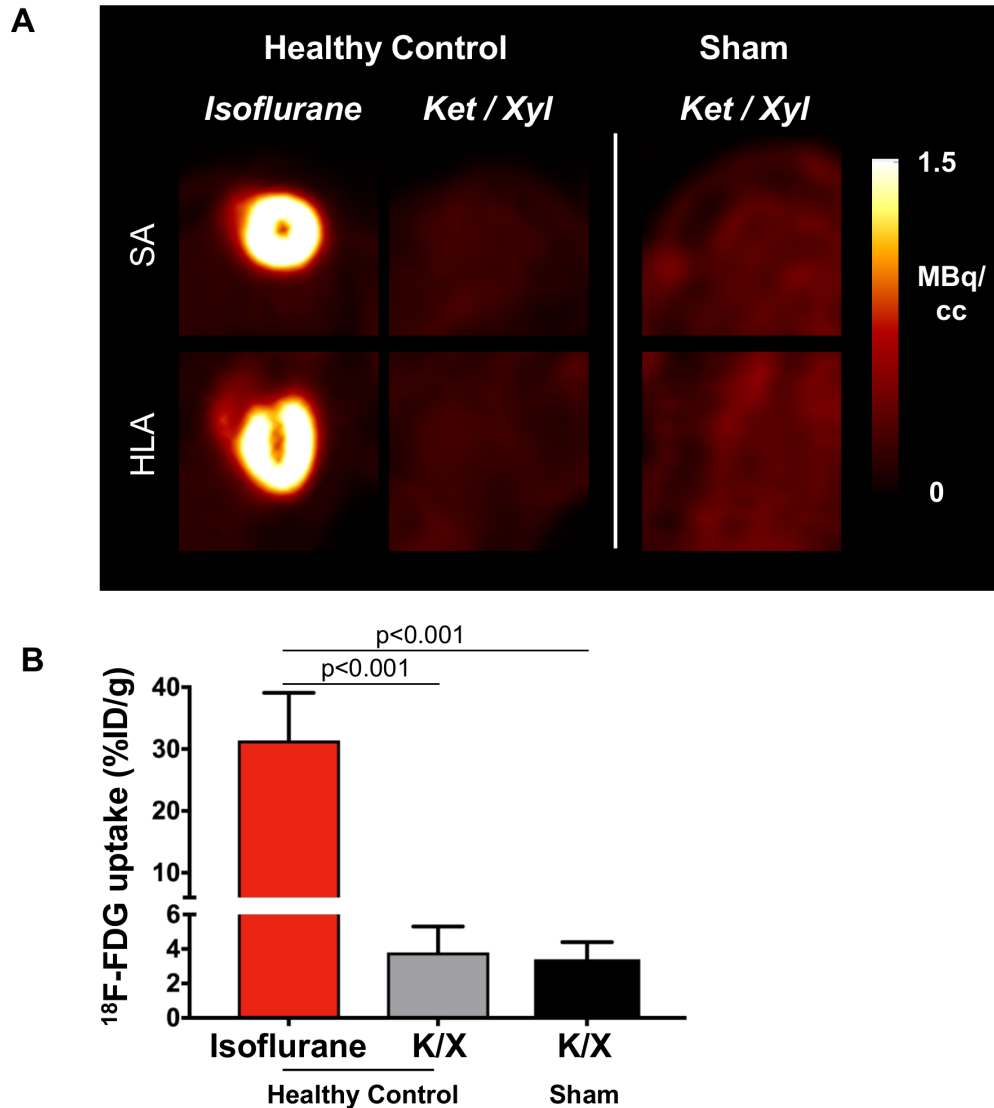 A
Healthy Control
Sham
Isoflurane
Ket / Xyl
Ket / Xyl
SA
HLA
1.5
MBq/
cc
0
B
p<0.001
p<0.001
¹⁸F-FDG uptake (%ID/g)
40
30
20
10
6
4
2
0
Isoflurane
K/X
K/X
Healthy Control
Sham